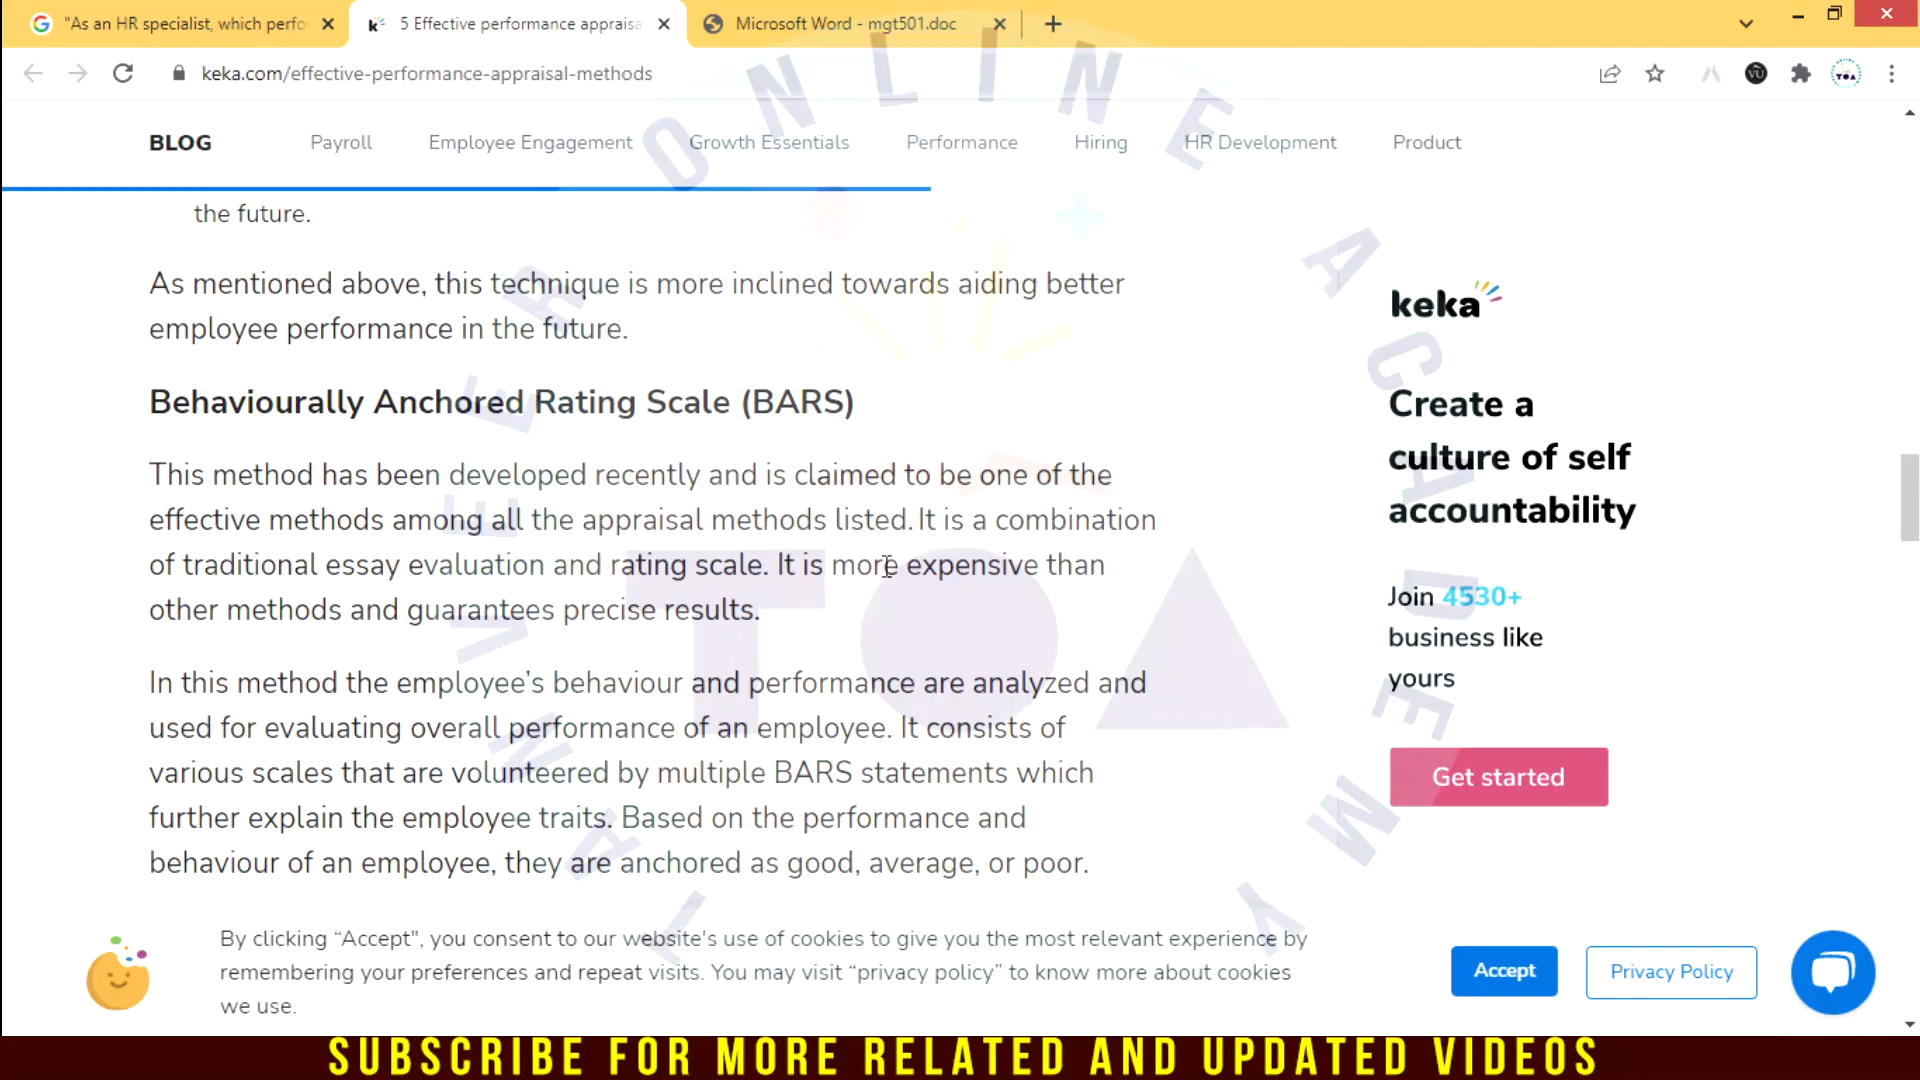 "As an HR specialist, which perfo
5 Effective performance appraisa
Microsoft Word - mgt501.doc
keka.com/effective-performance-appraisal-methods
VU
TOA
BLOG
Payroll
Employee Engagement
Growth Essentials
Performance
Hiring
HR Development
Product
the future.
As mentioned above, this technique is more inclined towards aiding better
employee performance in the future.
Behaviourally Anchored Rating Scale (BARS)
This method has been developed recently and is claimed to be one of the
effective methods among all the appraisal methods listed. It is a combination
of traditional essay evaluation and rating scale. It is more expensive than
other methods and guarantees precise results.
In this method the employee’s behaviour and performance are analyzed and
used for evaluating overall performance of an employee. It consists of
various scales that are volunteered by multiple BARS statements which
further explain the employee traits. Based on the performance and
behaviour of an employee, they are anchored as good, average, or poor.
keka
Create a
culture of self
accountability
Join 4530+
business like
yours
Get started
TANVEER ONLINE ACADEMY
TOA
By clicking “Accept", you consent to our website's use of cookies to give you the most relevant experience by
remembering your preferences and repeat visits. You may visit “privacy policy” to know more about cookies
we use.
Accept
Privacy Policy
SUBSCRIBE FOR MORE RELATED AND UPDATED VIDEOS